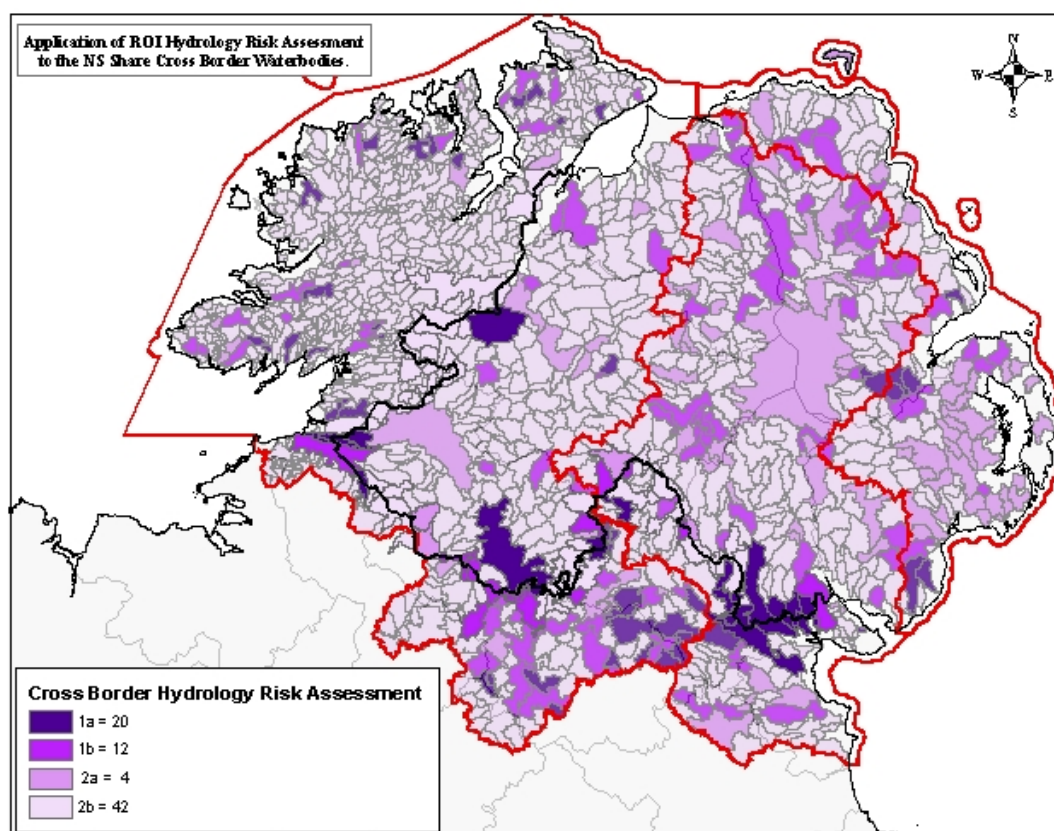 Application of ROI Hydrology Risk Assessment
to the NS Share Cross Border Waterbodies.
N
W E
S
Cross Border Hydrology Risk Assessment
1a = 20
1b = 12
2a = 4
2b = 42